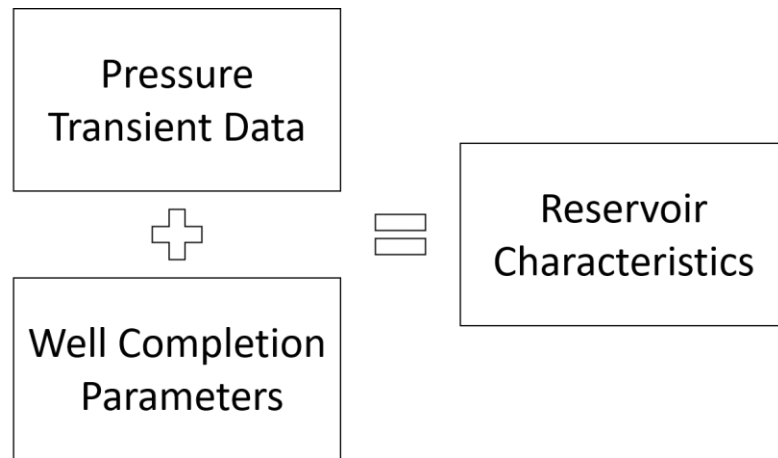 Pressure
Transient Data
Well Completion
Parameters
Reservoir
Characteristics